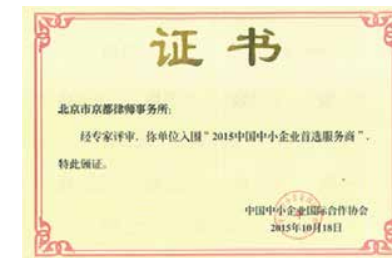 证书
北京市京都律师事务所:
经专家评审, 你单位入围“2015中国中小企业首选服务商”,
特此颁证。
中国中小企业国际合作协会
2015年10月18日